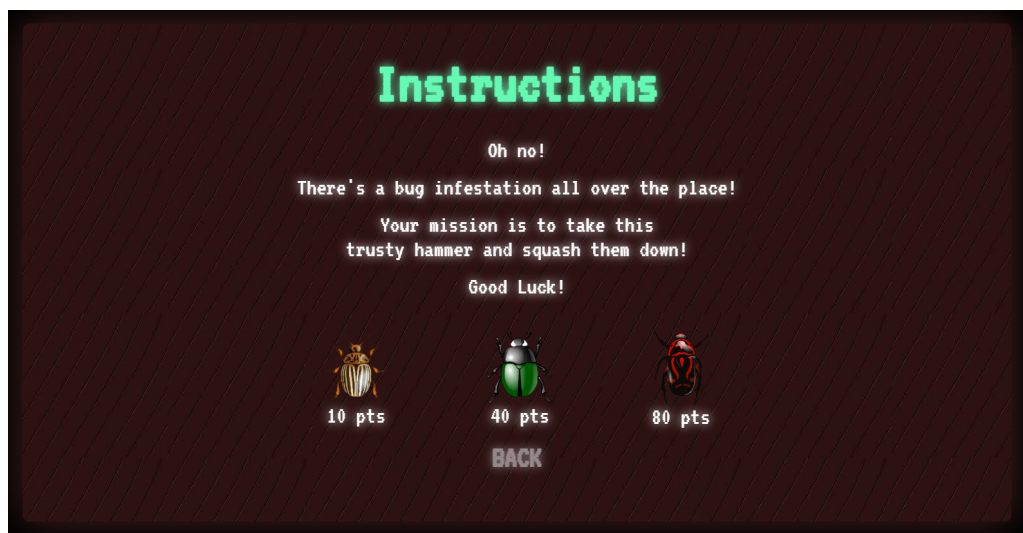 Instructions
Oh no!
There's a bug infestation all over the place!
Your mission is to take this
trusty hammer and squash them down!
Good Luck!
10 pts 40 pts 80 pts
BACK